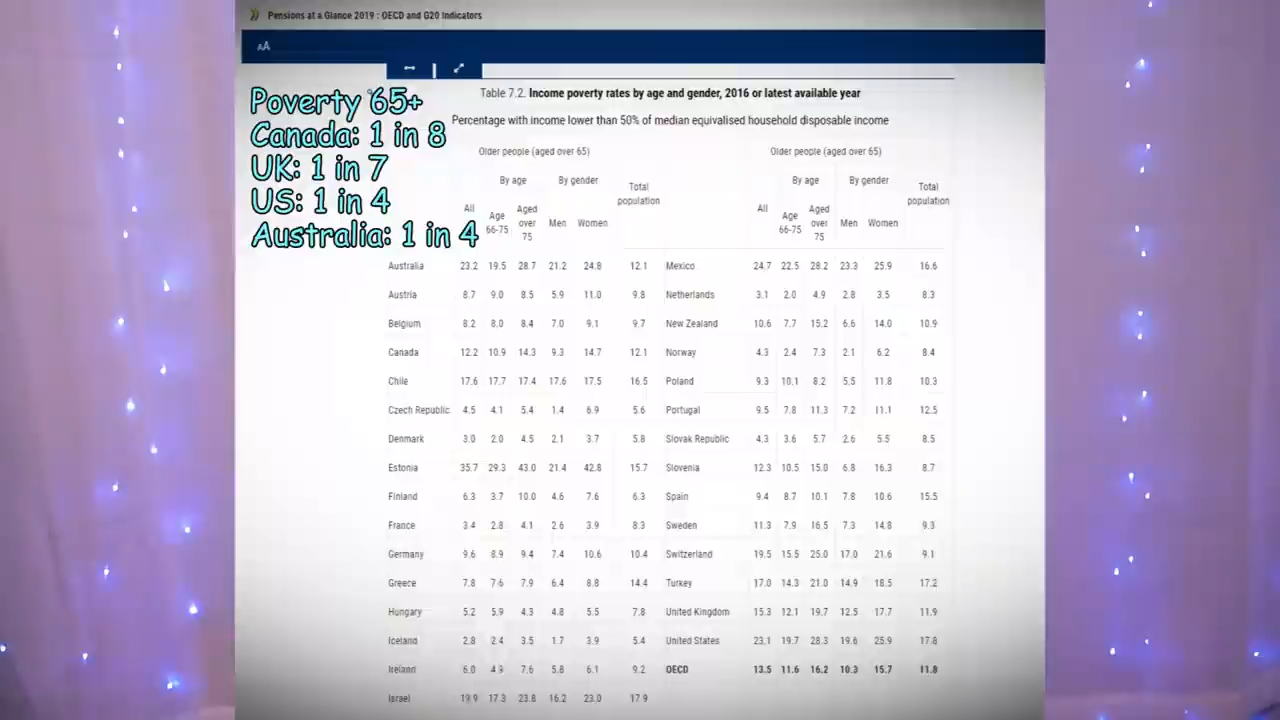 Pensions at a Glance 2019 : OECD and G20 Indicators
AA
Poverty 65+
Canada: 1 in 8
UK: 1 in 7
US: 1 in 4
Australia: 1 in 4
Table 7.2. Income poverty rates by age and gender, 2016 or latest available year
Percentage with income lower than 50% of median equivalised household disposable income
Older people (aged over 65) Older people (aged over 65)
By age By gender Total population By age By gender Total population
All Age 66-75 Aged over 75 Men Women All Age 66-75 Aged over 75 Men Women
Australia 23.2 19.5 28.7 21.2 24.8 12.1 Mexico 24.7 22.5 28.2 23.3 25.9 16.6
Austria 8.7 9.0 8.5 5.9 11.0 9.8 Netherlands 3.1 2.0 4.9 2.8 3.5 8.3
Belgium 8.2 8.0 8.4 7.0 9.1 9.7 New Zealand 10.6 7.7 15.2 6.6 14.0 10.9
Canada 12.2 10.9 14.3 9.3 14.7 12.1 Norway 4.3 2.4 7.3 2.1 6.2 8.4
Chile 17.6 17.7 17.4 17.6 17.5 16.5 Poland 9.3 10.1 8.2 5.5 11.8 10.3
Czech Republic 4.5 4.1 5.4 1.4 6.9 5.6 Portugal 9.5 7.8 11.3 7.2 11.1 12.5
Denmark 3.0 2.0 4.5 2.1 3.7 5.8 Slovak Republic 4.3 3.6 5.7 2.6 5.5 8.5
Estonia 35.7 29.3 43.0 21.4 42.8 15.7 Slovenia 12.3 10.5 15.0 6.8 16.3 8.7
Finland 6.3 3.7 10.0 4.6 7.6 6.3 Spain 9.4 8.7 10.1 7.8 10.6 15.5
France 3.4 2.8 4.1 2.6 3.9 8.3 Sweden 11.3 7.9 16.5 7.3 14.8 9.3
Germany 9.6 8.9 9.4 7.4 10.6 10.4 Switzerland 19.5 15.5 25.0 17.0 21.6 9.1
Greece 7.8 7.6 7.9 6.4 8.8 14.4 Turkey 17.0 14.3 21.0 14.9 18.5 17.2
Hungary 5.2 5.9 4.3 4.8 5.5 7.8 United Kingdom 15.3 12.1 19.7 12.5 17.7 11.9
Iceland 2.8 2.4 3.5 1.7 3.9 5.4 United States 23.1 19.7 28.3 19.6 25.9 17.8
Ireland 6.0 4.9 7.6 5.8 6.1 9.2 OECD 13.5 11.6 16.2 10.3 15.7 11.8
Israel 19.9 17.3 23.8 16.2 23.0 17.9